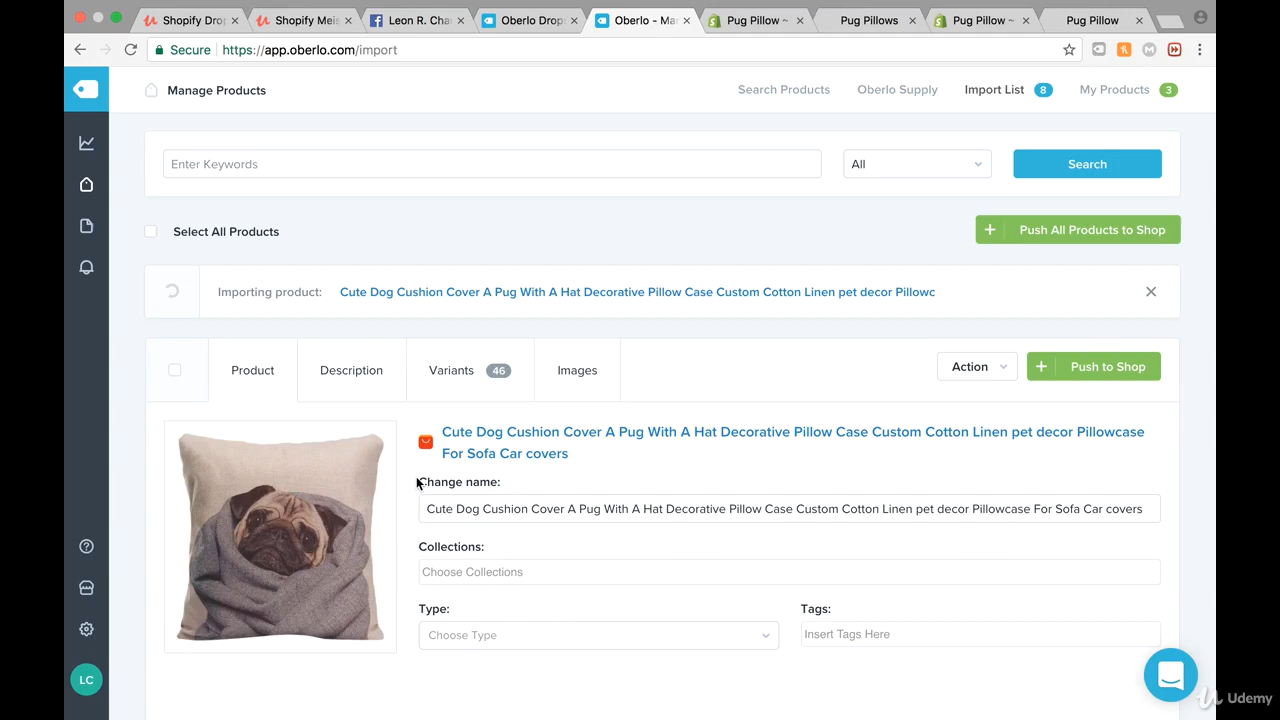 Shopify Drop
Shopify Meis
Leon R. Cha
Oberlo Drop
Oberlo - Ma
Pug Pillow ~
Pug Pillows
Pug Pillow ~
Pug Pillow
Secure https://app.oberlo.com/import
Manage Products
Search Products
Oberlo Supply
Import List 8
My Products 3
Enter Keywords
All
Search
Select All Products
+ Push All Products to Shop
Importing product: Cute Dog Cushion Cover A Pug With A Hat Decorative Pillow Case Custom Cotton Linen pet decor Pillowc
Product
Description
Variants 46
Images
Action
+ Push to Shop
Cute Dog Cushion Cover A Pug With A Hat Decorative Pillow Case Custom Cotton Linen pet decor Pillowcase
For Sofa Car covers
Change name:
Cute Dog Cushion Cover A Pug With A Hat Decorative Pillow Case Custom Cotton Linen pet decor Pillowcase For Sofa Car covers
Collections:
Choose Collections
Type:
Tags:
Choose Type
Insert Tags Here
LC
Udemy